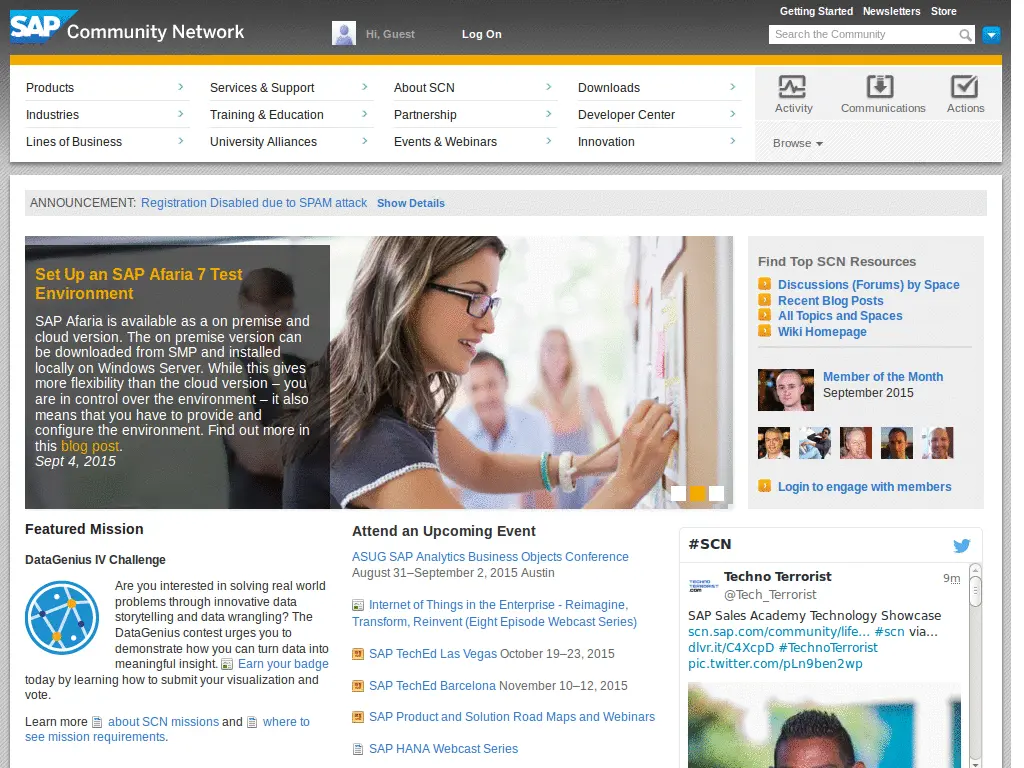 Getting Started Newsletters Store
SAP Community Network
Hi, Guest
Log On
Search the Community
Products
Services & Support
About SCN
Downloads
Industries
Training & Education
Partnership
Developer Center
Lines of Business
University Alliances
Events & Webinars
Innovation
Activity
Communications
Actions
Browse
ANNOUNCEMENT: Registration Disabled due to SPAM attack Show Details
Set Up an SAP Afaria 7 Test
Environment
SAP Afaria is available as a on premise and
cloud version. The on premise version can
be downloaded from SMP and installed
locally on Windows Server. While this gives
more flexibility than the cloud version – you
are in control over the environment – it also
means that you have to provide and
configure the environment. Find out more in
this blog post.
Sept 4, 2015
Find Top SCN Resources
Discussions (Forums) by Space
Recent Blog Posts
All Topics and Spaces
Wiki Homepage
Member of the Month
September 2015
Login to engage with members
Featured Mission
DataGenius IV Challenge
Are you interested in solving real world
problems through innovative data
storytelling and data wrangling? The
DataGenius contest urges you to
demonstrate how you can turn data into
meaningful insight. Earn your badge
today by learning how to submit your visualization and
vote.
Learn more about SCN missions and where to
see mission requirements.
Attend an Upcoming Event
ASUG SAP Analytics Business Objects Conference
August 31–September 2, 2015 Austin
Internet of Things in the Enterprise - Reimagine,
Transform, Reinvent (Eight Episode Webcast Series)
SAP TechEd Las Vegas October 19–23, 2015
SAP TechEd Barcelona November 10–12, 2015
SAP Product and Solution Road Maps and Webinars
SAP HANA Webcast Series
#SCN
TECHNO
TERRORIST
.COM
Techno Terrorist
9m
@Tech_Terrorist
SAP Sales Academy Technology Showcase
scn.sap.com/community/life... #scn via...
dlvr.it/C4XcpD #TechnoTerrorist
pic.twitter.com/pLn9ben2wp